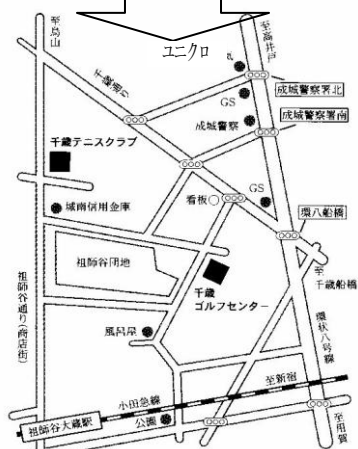 ユニクロ
至烏山
至高井戸
千歳通り
P
成城警察署北
GS
成城警察
成城警察署南
千歳テニスクラブ
城南信用金庫
看板
GS
環八船橋
祖師谷団地
至千歳船橋
千歳
ゴルフセンター
祖師谷通り(商店街)
環状八号線
風呂屋
至新宿
小田急線
祖師谷大蔵駅
公園
至用賀